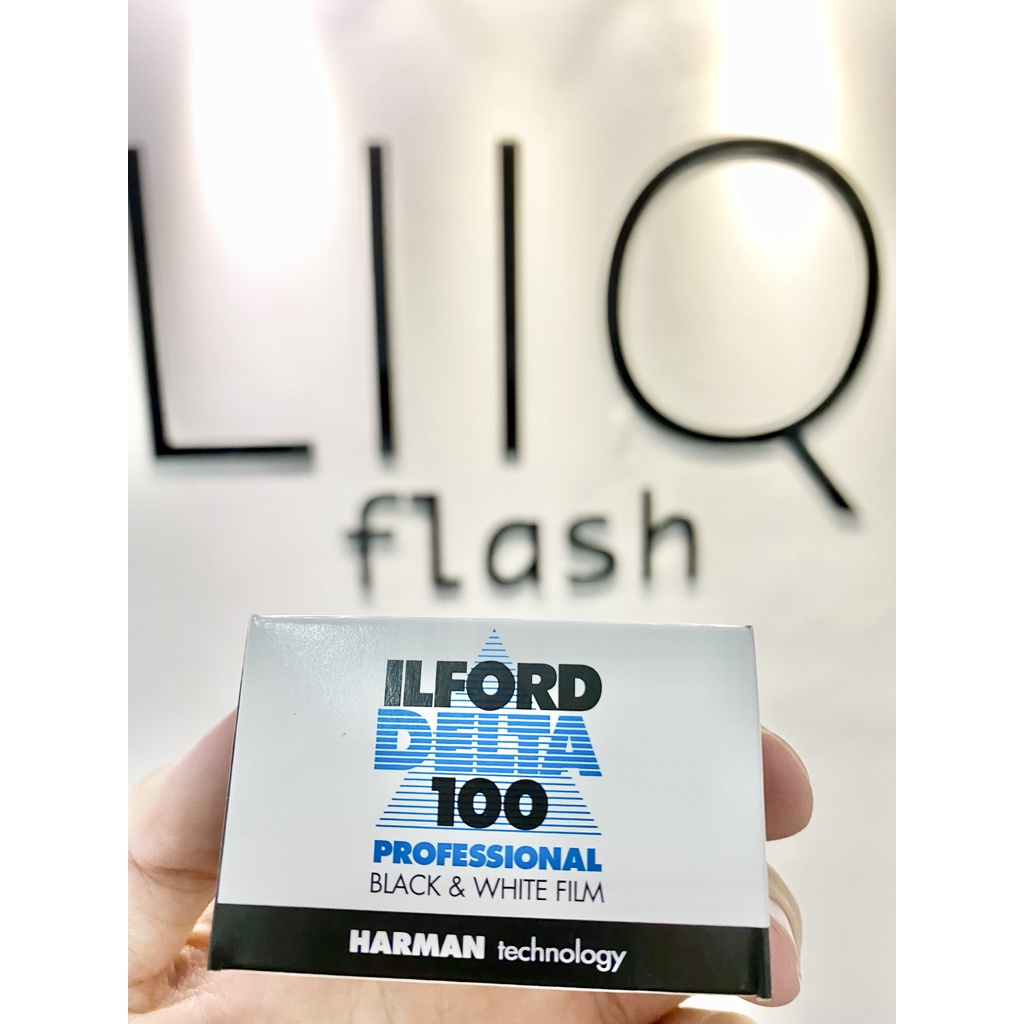 LIIQ
flash
ILFORD
DELTA
100
PROFESSIONAL
BLACK & WHITE FILM
HARMAN technology